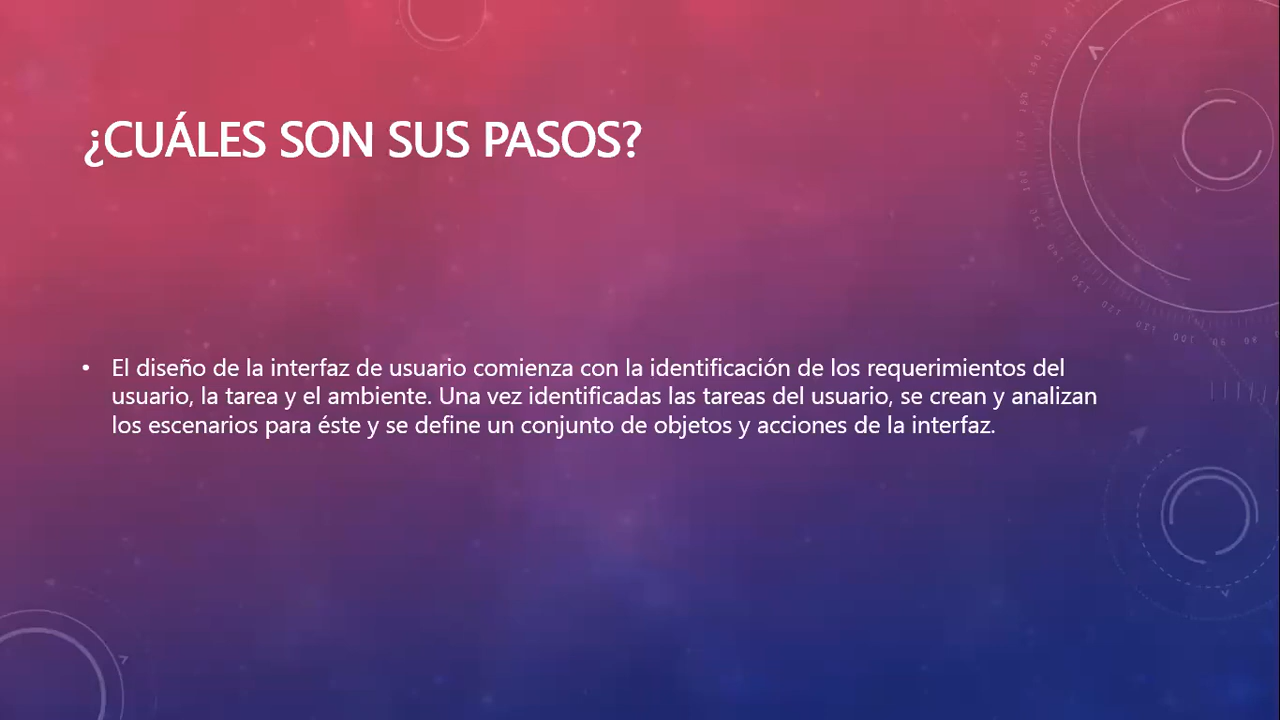 ¿CUÁLES SON SUS PASOS?
• El diseño de la interfaz de usuario comienza con la identificación de los requerimientos del
usuario, la tarea y el ambiente. Una vez identificadas las tareas del usuario, se crean y analizan
los escenarios para éste y se define un conjunto de objetos y acciones de la interfaz.